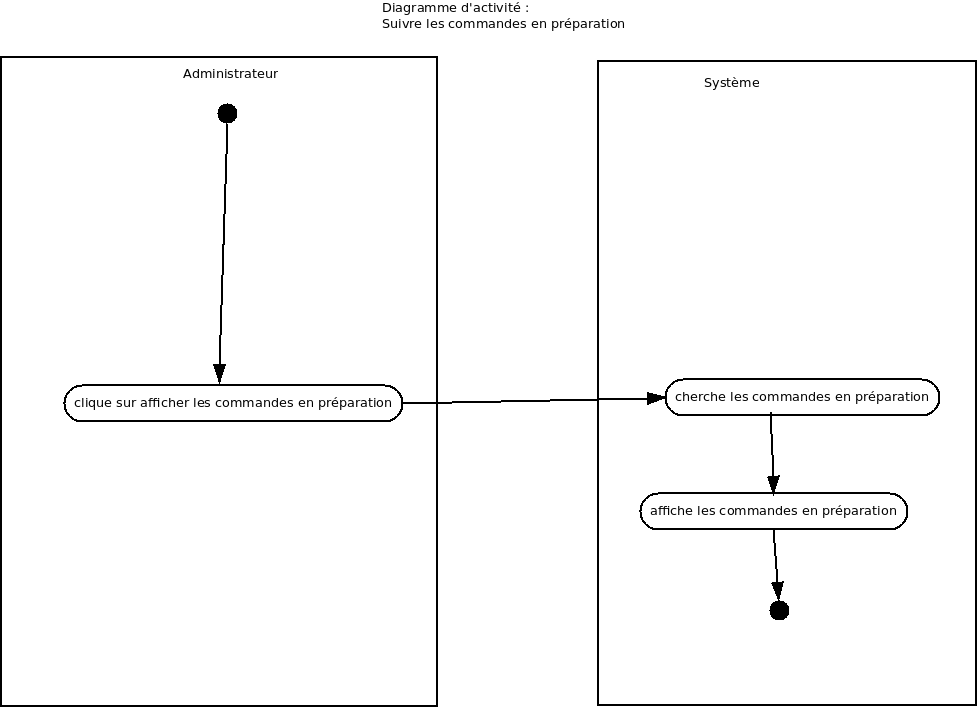 Diagramme d'activité :
Suivre les commandes en préparation
Administrateur
Système
clique sur afficher les commandes en préparation
cherche les commandes en préparation
affiche les commandes en préparation